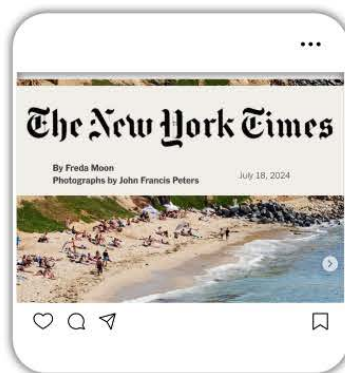 The New York Times
By Freda Moon
Photographs by John Francis Peters
July 18, 2024